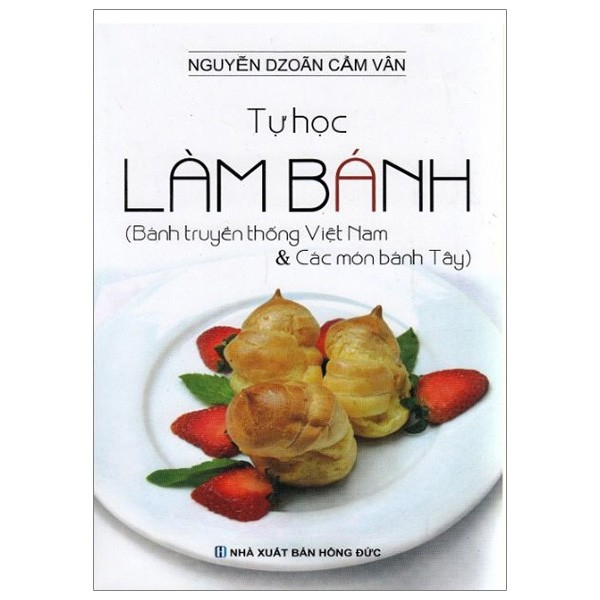 NGUYỄN DZOÃN CẨM VÂN
Tự học
LÀM BÁNH
(Bánh truyền thống Việt Nam
& Các món bánh Tây)
NHÀ XUẤT BẢN HỒNG ĐỨC